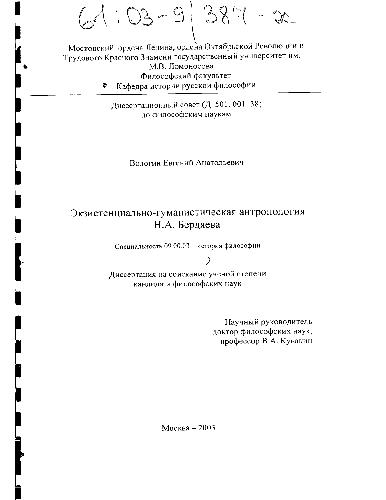 61:03-9/387-x
Московский ордена Ленина, ордена Октябрьской Революции и
Трудового Красного Знамени государственный университет им.
М.В. Ломоносова
Философский факультет
Кафедра истории русской философии
Диссертационный совет (Д 501. 001. 38)
по философским наукам
Вологин Евгений Анатольевич
Экзистенциально-гуманистическая антропология
Н.А. Бердяева
Специальность 09.00.03 – история философии
Диссертация на соискание ученой степени
кандидата философских наук
Научный руководитель
доктор философских наук,
профессор В.А. Кувакин
Москва – 2003